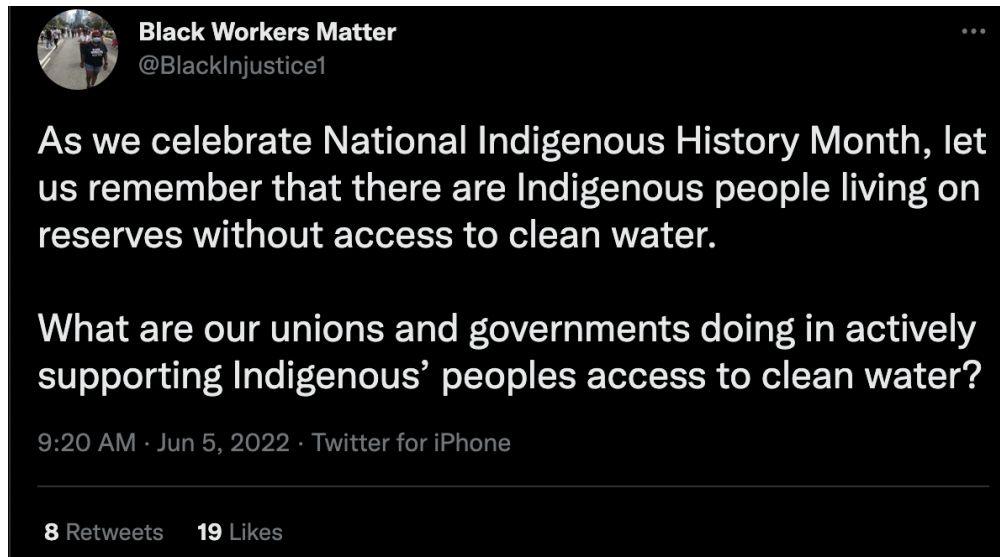 Black Workers Matter
@BlackInjustice1
As we celebrate National Indigenous History Month, let
us remember that there are Indigenous people living on
reserves without access to clean water.
What are our unions and governments doing in actively
supporting Indigenous’ peoples access to clean water?
9:20 AM · Jun 5, 2022 · Twitter for iPhone
8 Retweets 19 Likes